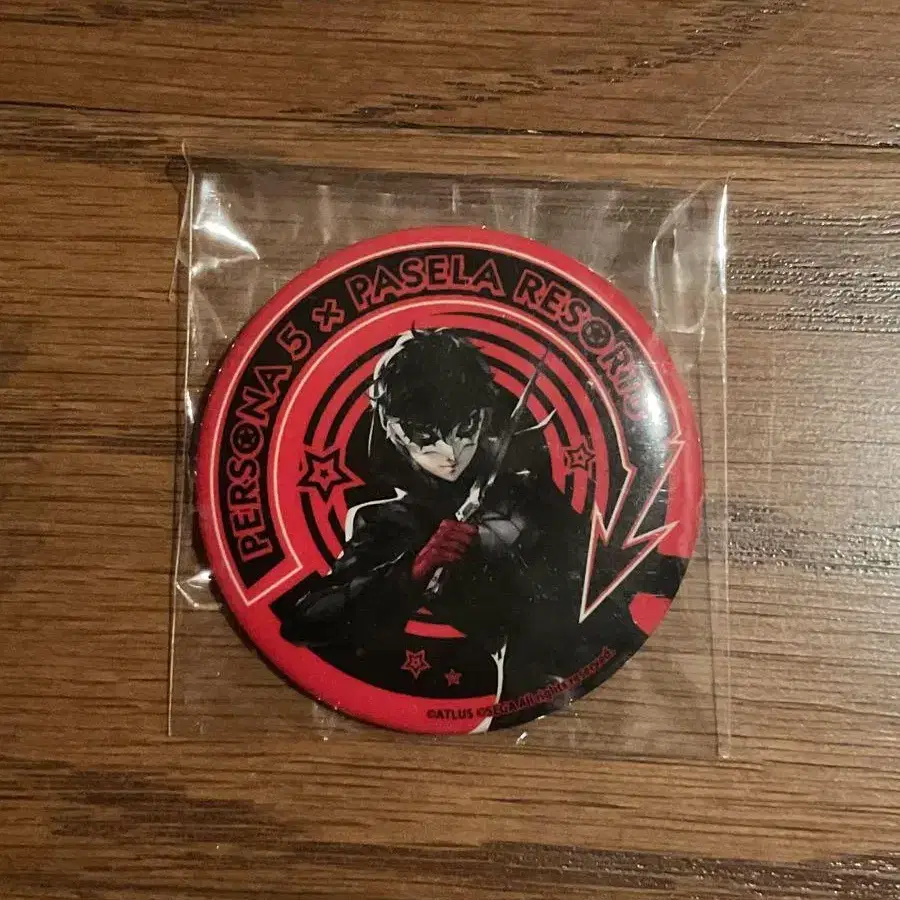 PERSONA 5 × PASELA RESORTS
©ATLUS ©SEGA All rights reserved.